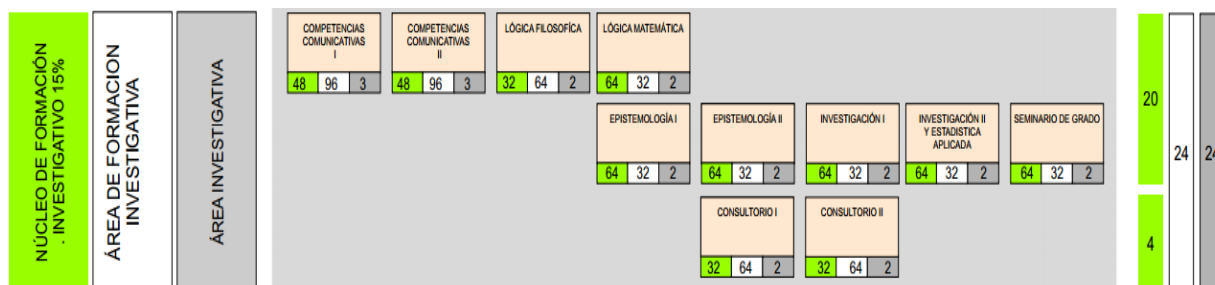 NÚCLEO DE FORMACIÓN
. INVESTIGATIVO 15%
ÁREA DE FORMACION
INVESTIGATIVA
ÁREA INVESTIGATIVA
COMPETENCIAS
COMUNICATIVAS
I
48 96 3
COMPETENCIAS
COMUNICATIVAS
II
48 96 3
LÓGICA FILOSOFÍCA
32 64 2
LÓGICA MATEMÁTICA
64 32 2
EPISTEMOLOGÍA I
64 32 2
EPISTEMOLOGÍA II
64 32 2
INVESTIGACIÓN I
64 32 2
INVESTIGACIÓN II
Y ESTADISTICA
APLICADA
64 32 2
SEMINARIO DE GRADO
64 32 2
CONSULTORIO I
32 64 2
CONSULTORIO II
32 64 2
20
4
24
24